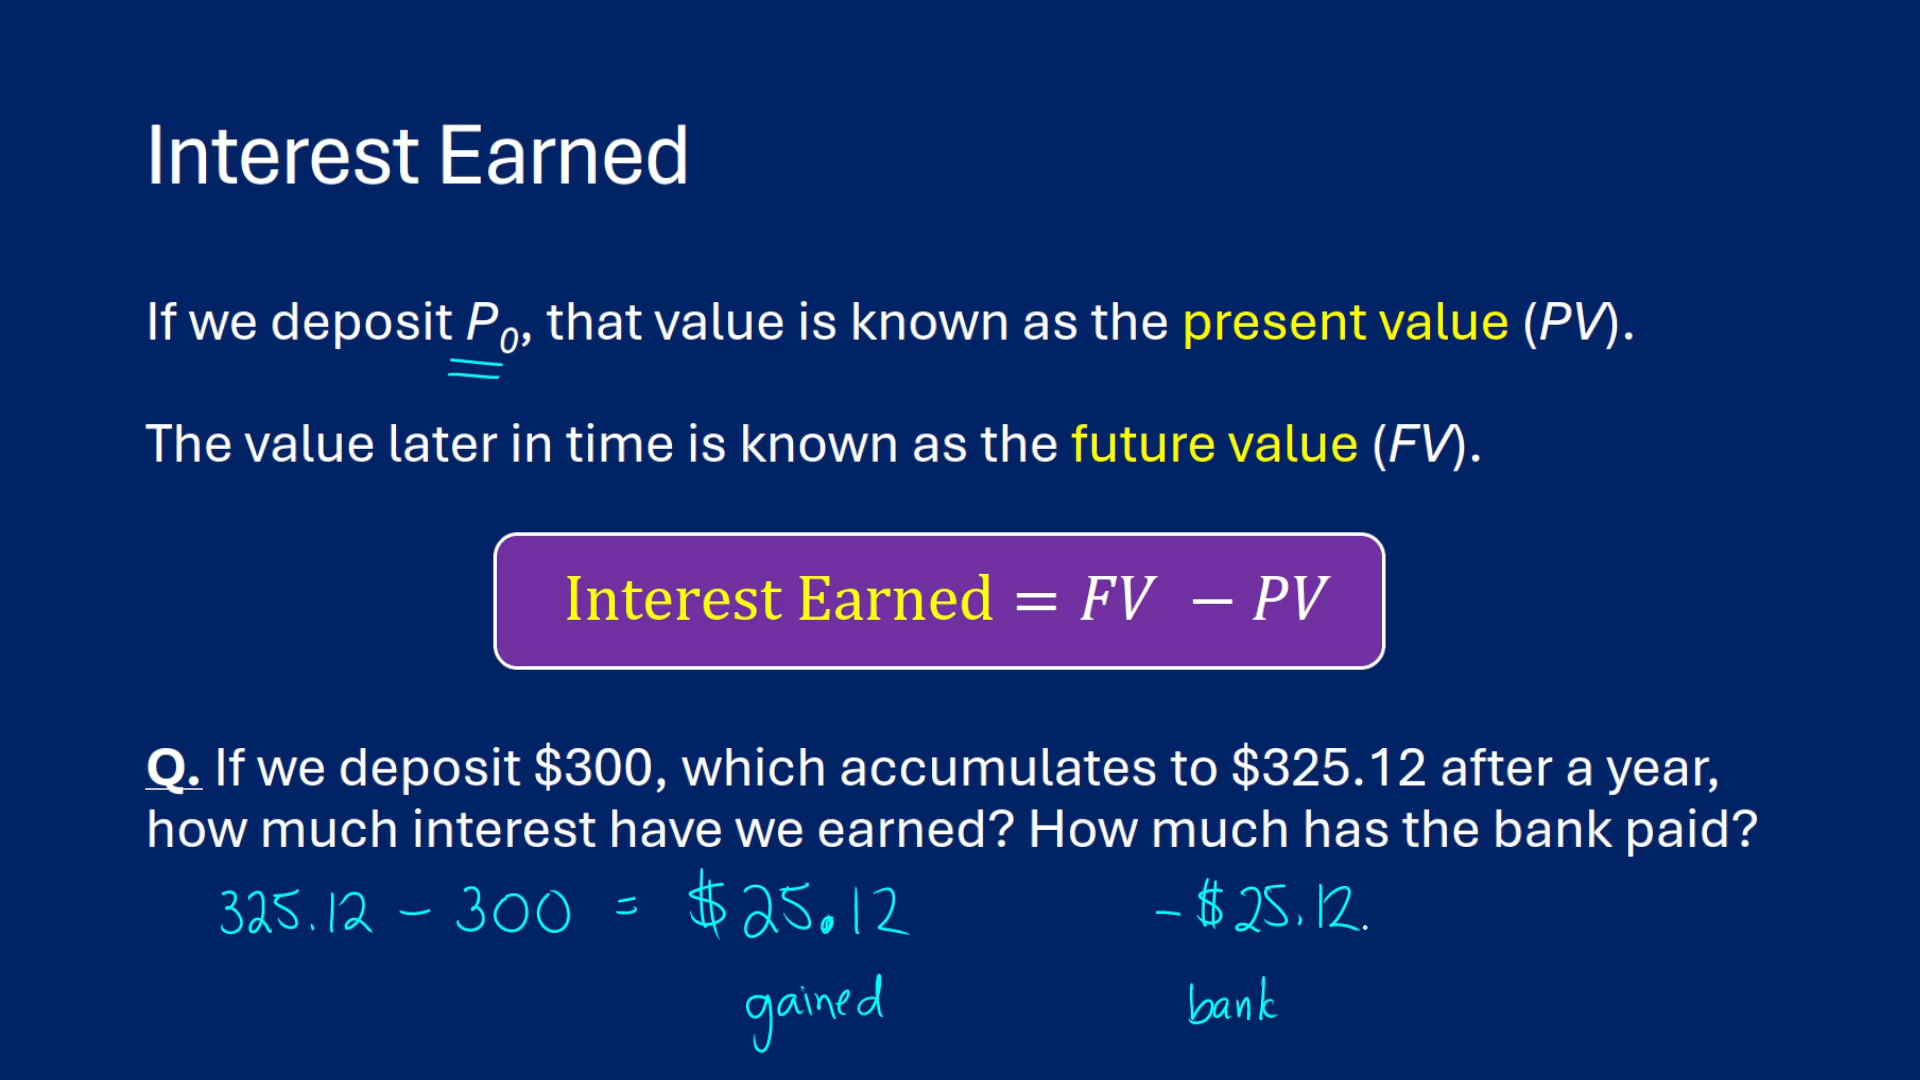 Interest Earned
If we deposit P₀, that value is known as the present value (PV).
The value later in time is known as the future value (FV).
Interest Earned = FV − PV
Q. If we deposit $300, which accumulates to $325.12 after a year,
how much interest have we earned? How much has the bank paid?
325.12 − 300 = $25.12 −$25.12.
gained bank